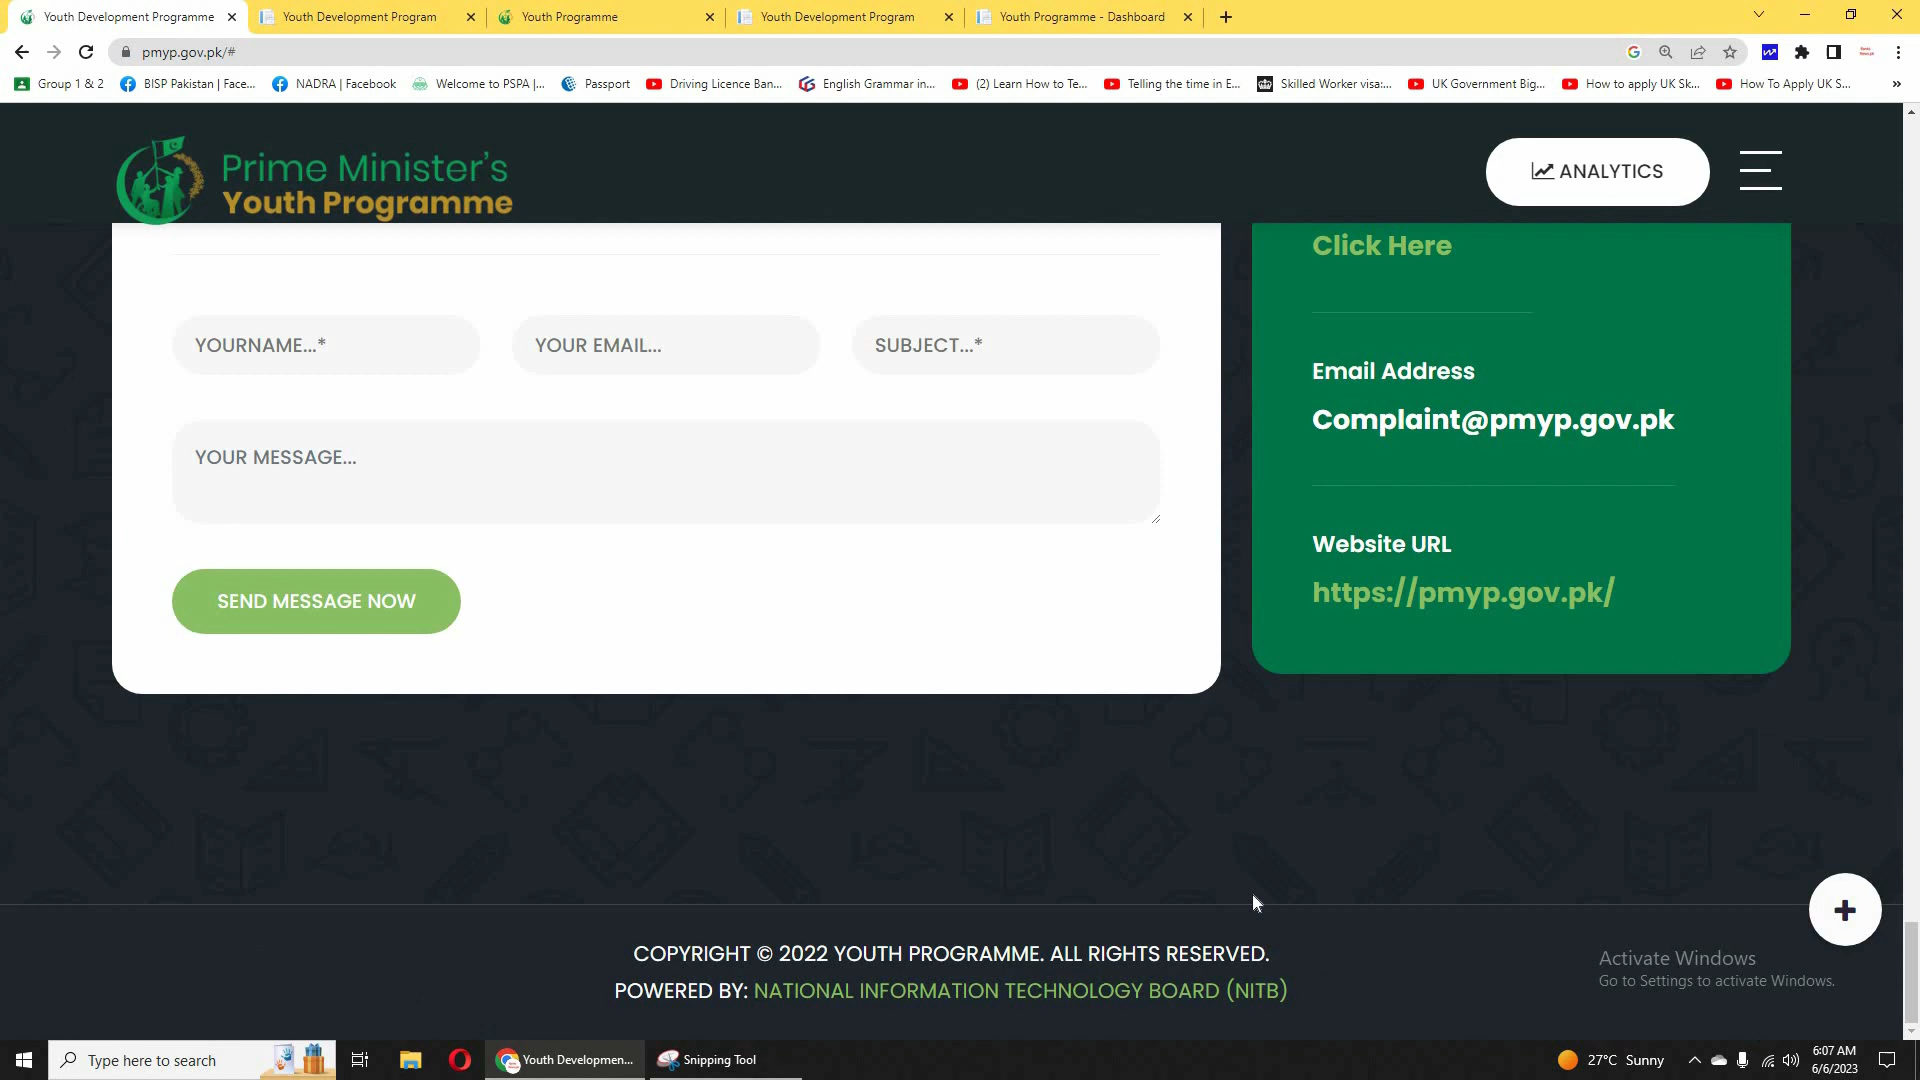 Youth Development Programme
Youth Development Program
Youth Programme
Youth Development Program
Youth Programme - Dashboard
pmyp.gov.pk/#
Group 1 & 2
BISP Pakistan | Face...
NADRA | Facebook
Welcome to PSPA |...
Passport
Driving Licence Ban...
English Grammar in...
(2) Learn How to Te...
Telling the time in E...
Skilled Worker visa:...
UK Government Big...
How to apply UK Sk...
How To Apply UK S...
»
Prime Minister's
Youth Programme
ANALYTICS
Click Here
YOURNAME...*
YOUR EMAIL...
SUBJECT...*
Email Address
Complaint@pmyp.gov.pk
YOUR MESSAGE...
Website URL
https://pmyp.gov.pk/
SEND MESSAGE NOW
COPYRIGHT © 2022 YOUTH PROGRAMME. ALL RIGHTS RESERVED.
POWERED BY: NATIONAL INFORMATION TECHNOLOGY BOARD (NITB)
Activate Windows
Go to Settings to activate Windows.
Type here to search
Youth Developmen...
Snipping Tool
27°C Sunny
6:07 AM
6/6/2023